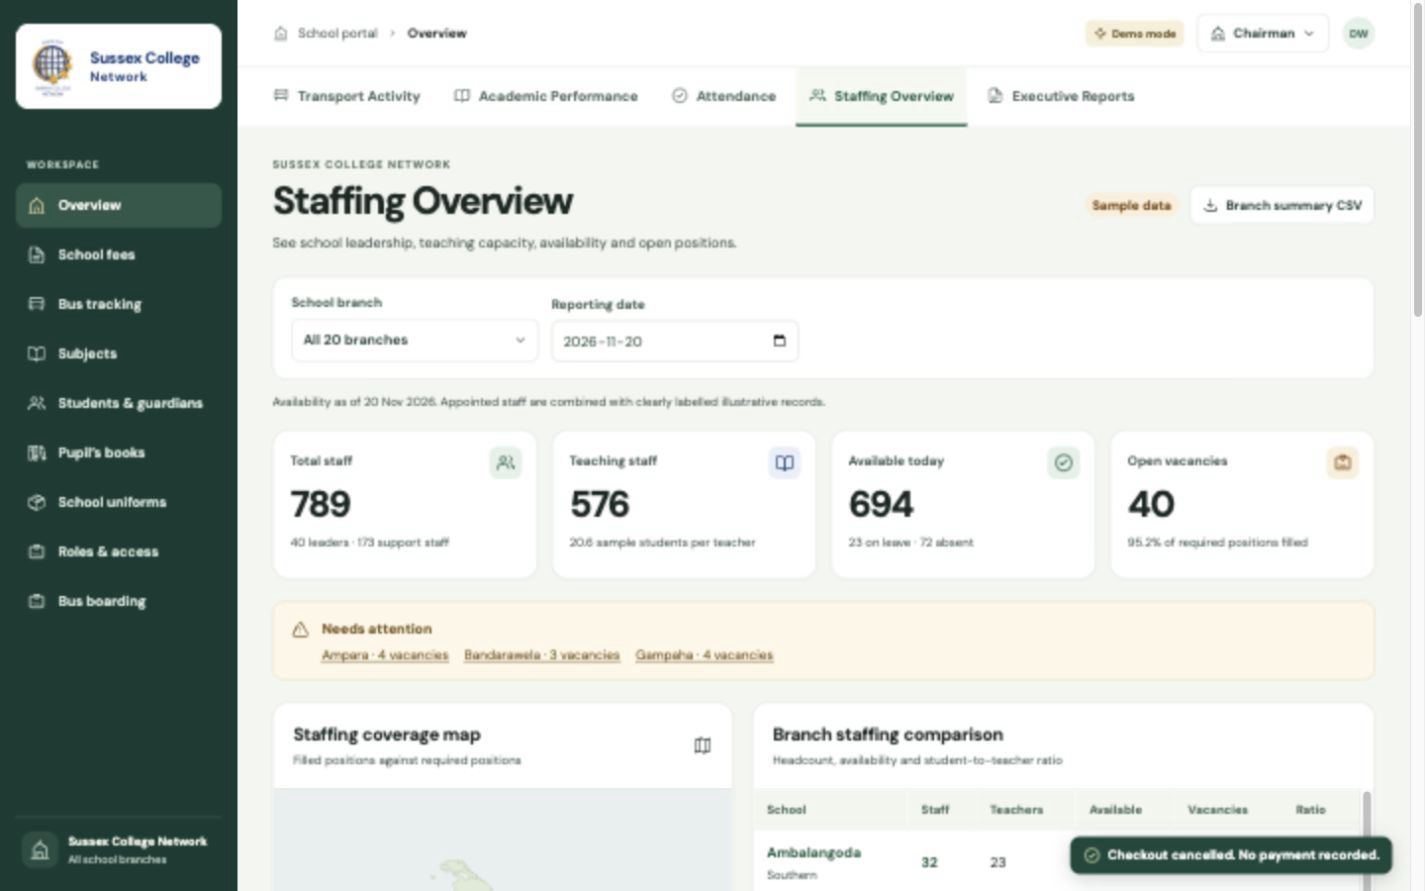 Sussex College
Network
School portal > Overview
Demo mode
Chairman
DW
Transport Activity
Academic Performance
Attendance
Staffing Overview
Executive Reports
WORKSPACE
Overview
School fees
Bus tracking
Subjects
Students & guardians
Pupil's books
School uniforms
Roles & access
Bus boarding
Sussex College Network
All school branches
SUSSEX COLLEGE NETWORK
Staffing Overview
See school leadership, teaching capacity, availability and open positions.
Sample data
Branch summary CSV
School branch
All 20 branches
Reporting date
2026-11-20
Availability as of 20 Nov 2026. Appointed staff are combined with clearly labelled illustrative records.
Total staff
789
40 leaders · 173 support staff
Teaching staff
576
20.6 sample students per teacher
Available today
694
23 on leave · 72 absent
Open vacancies
40
95.2% of required positions filled
Needs attention
Ampara · 4 vacancies Bandarawela · 3 vacancies Gampaha · 4 vacancies
Staffing coverage map
Filled positions against required positions
Branch staffing comparison
Headcount, availability and student-to-teacher ratio
School Staff Teachers Available Vacancies Ratio
Ambalangoda 32 23
Southern
Checkout cancelled. No payment recorded.